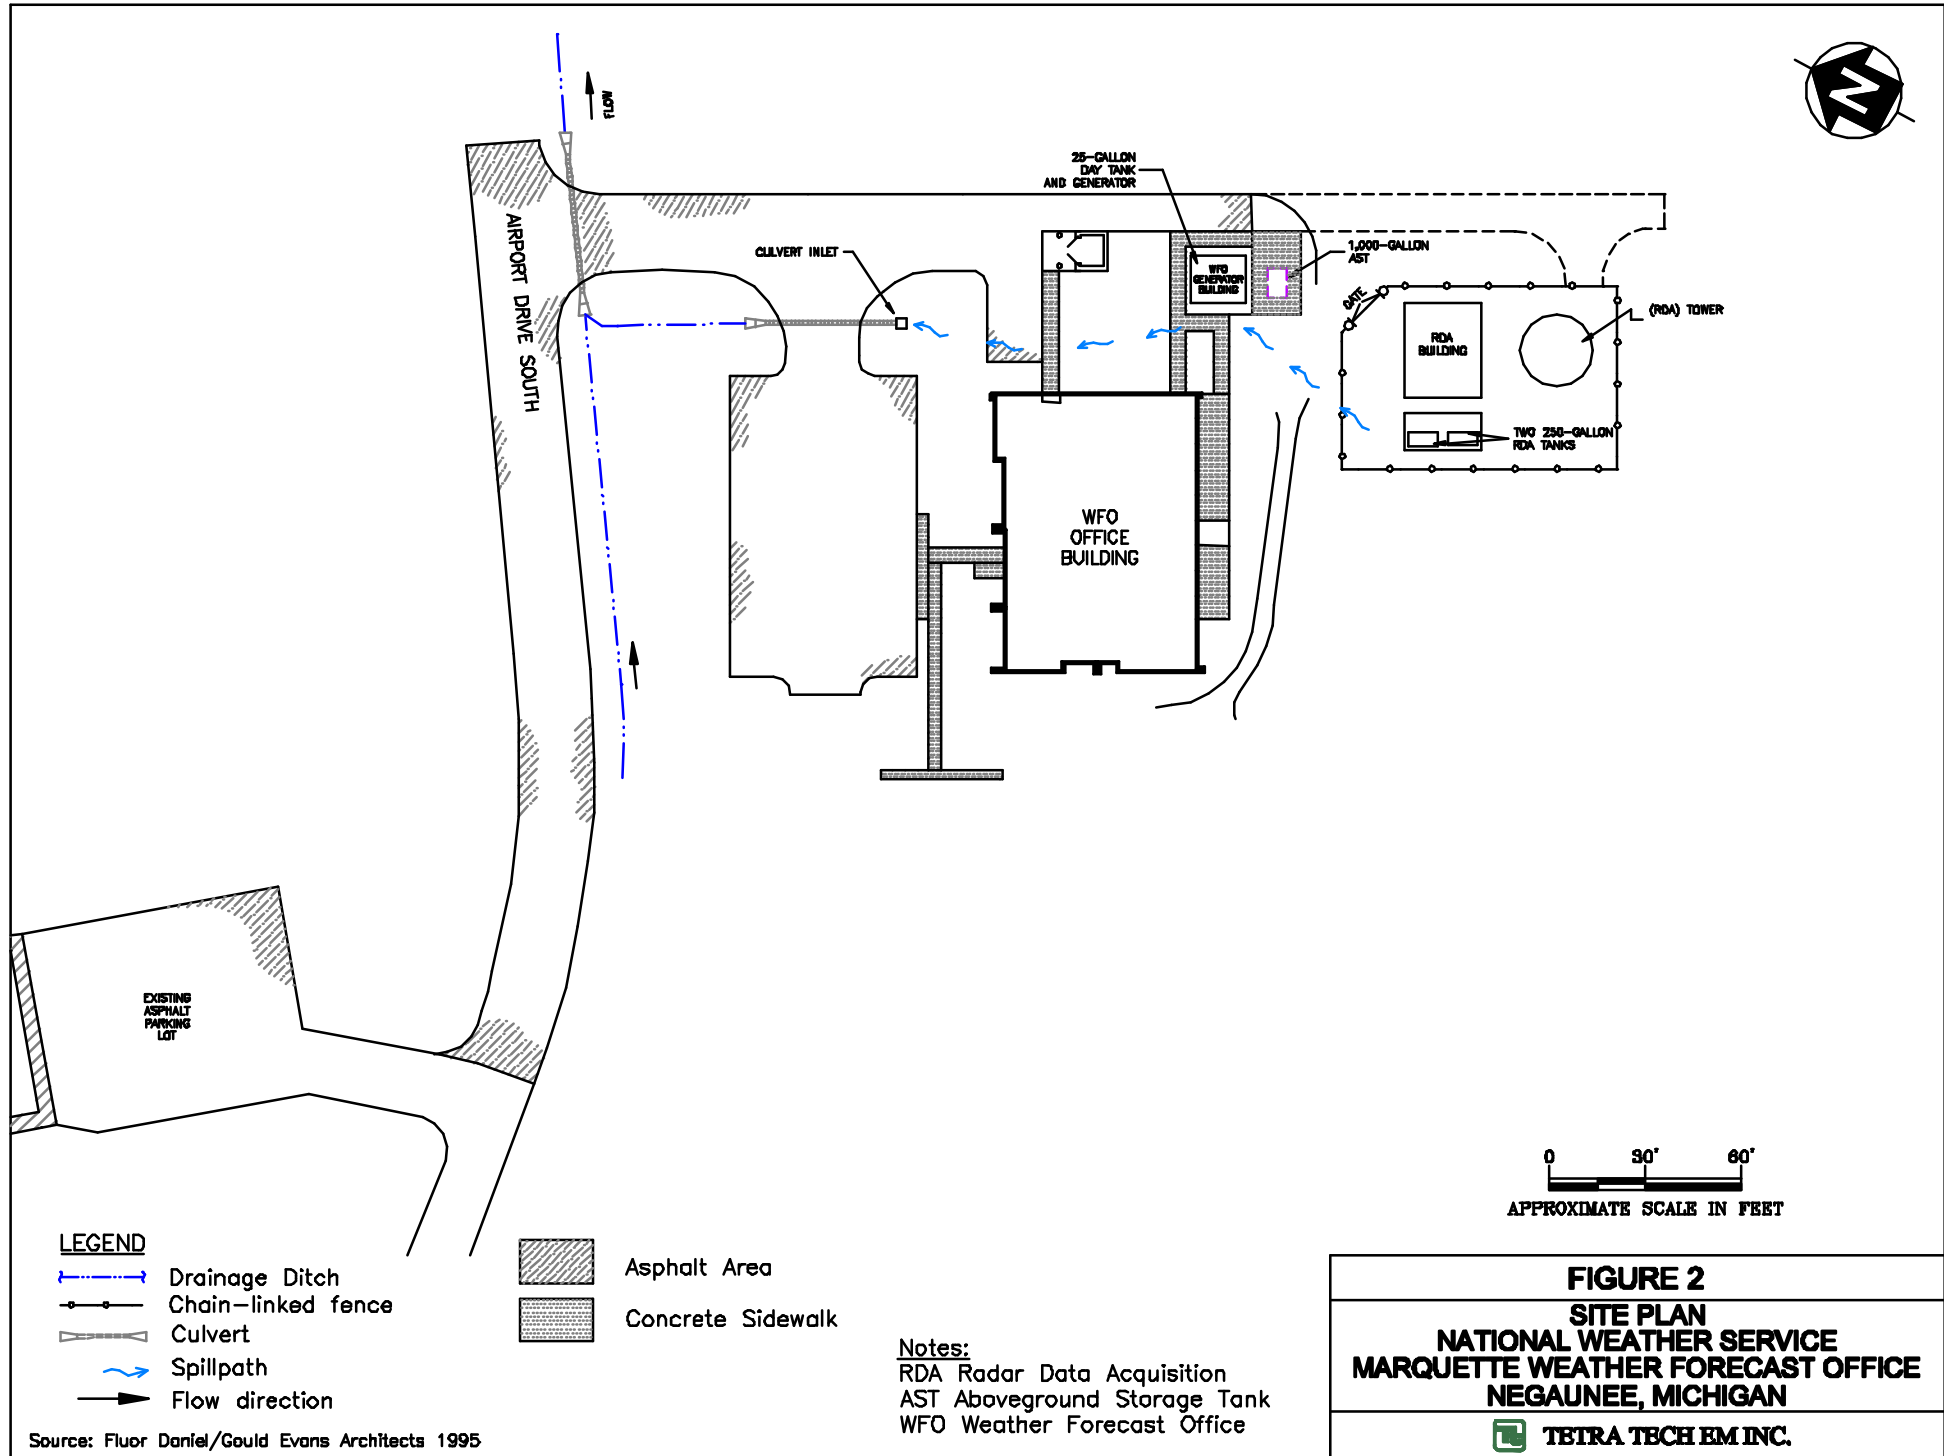 FLOW
N
25-GALLON
DAY TANK
AND GENERATOR
AIRPORT DRIVE SOUTH
CULVERT INLET
WFO
GENERATOR
BUILDING
1,000-GALLON
AST
GATE
(RDA) TOWER
RDA
BUILDING
TWO 250-GALLON
RDA TANKS
WFO
OFFICE
BUILDING
EXISTING
ASPHALT
PARKING
LOT
0 30' 60'
APPROXIMATE SCALE IN FEET
LEGEND
Drainage Ditch
Chain-linked fence
Culvert
Spillpath
Flow direction
Asphalt Area
Concrete Sidewalk
Source: Fluor Daniel/Gould Evans Architects 1995
Notes:
RDA Radar Data Acquisition
AST Aboveground Storage Tank
WFO Weather Forecast Office
FIGURE 2
SITE PLAN
NATIONAL WEATHER SERVICE
MARQUETTE WEATHER FORECAST OFFICE
NEGAUNEE, MICHIGAN
TETRA TECH EM INC.